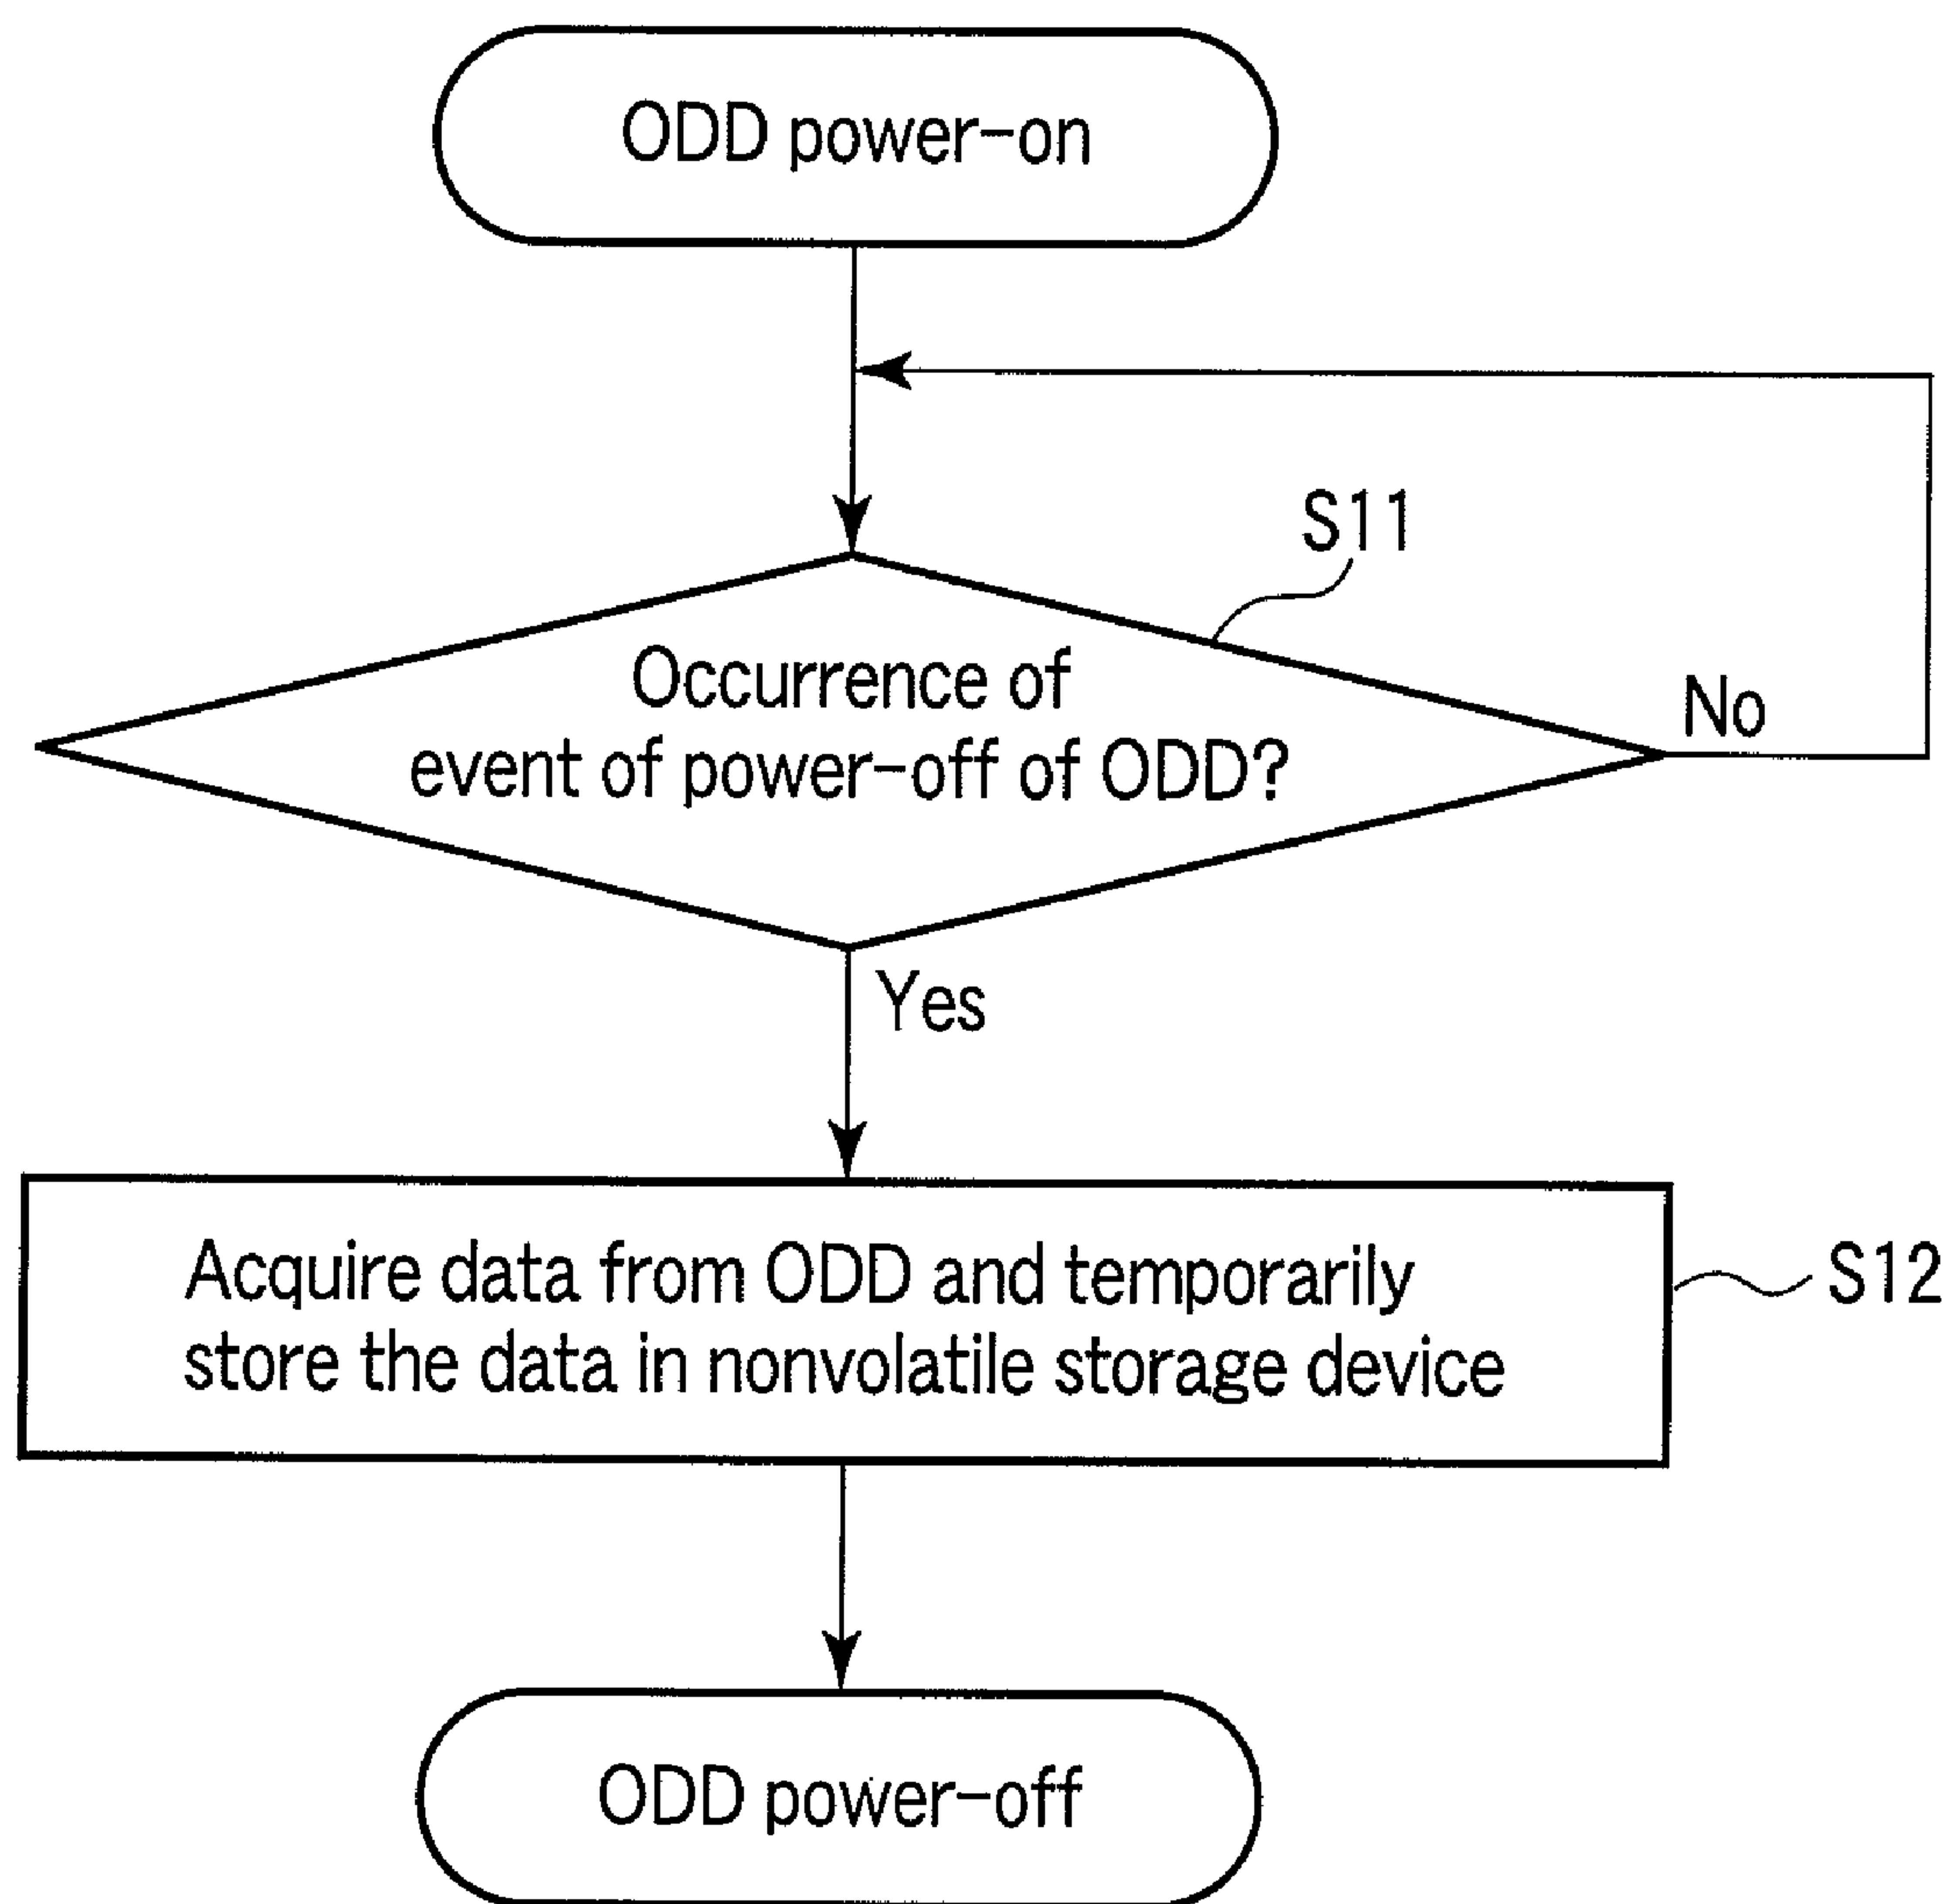 ODD power-on
S11
Occurrence of
event of power-off of ODD?
No
Yes
Acquire data from ODD and temporarily
store the data in nonvolatile storage device
S12
ODD power-off